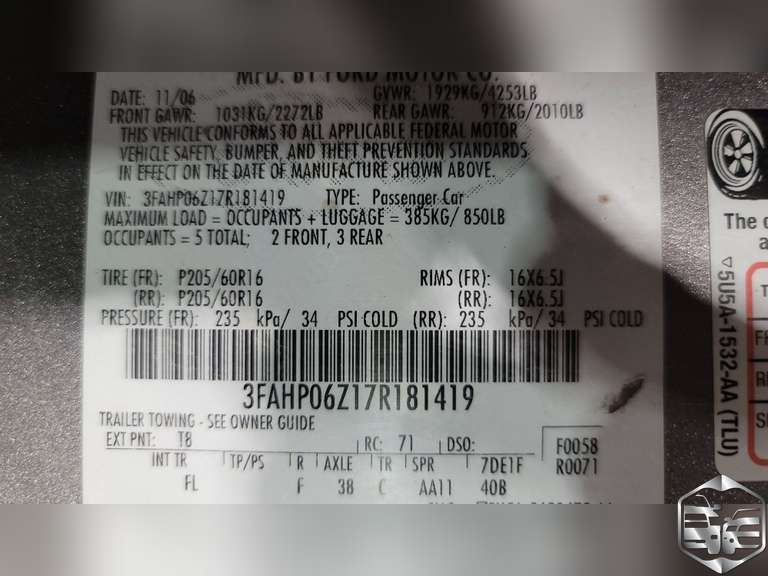 MFD. BY FORD MOTOR CO.
DATE: 11/06 GVWR: 1929KG/4253LB
FRONT GAWR: 1031KG/2272LB REAR GAWR: 912KG/2010LB
THIS VEHICLE CONFORMS TO ALL APPLICABLE FEDERAL MOTOR
VEHICLE SAFETY, BUMPER, AND THEFT PREVENTION STANDARDS
IN EFFECT ON THE DATE OF MANUFACTURE SHOWN ABOVE.
VIN: 3FAHP06Z17R181419 TYPE: Passenger Car
MAXIMUM LOAD = OCCUPANTS + LUGGAGE = 385KG/ 850LB
OCCUPANTS = 5 TOTAL; 2 FRONT, 3 REAR
TIRE (FR): P205/60R16 RIMS (FR): 16X6.5J
(RR): P205/60R16 (RR): 16X6.5J
PRESSURE (FR): 235 kPa/ 34 PSI COLD (RR): 235 kPa/ 34 PSI COLD
3FAHP06Z17R181419
TRAILER TOWING - SEE OWNER GUIDE
EXT PNT: T8 RC: 71 DSO: F0058
INT TR TP/PS R AXLE TR SPR 7DE1F R0071
FL F 38 C AA11 40B
The
▽5U5A-1532-AA (TLU)